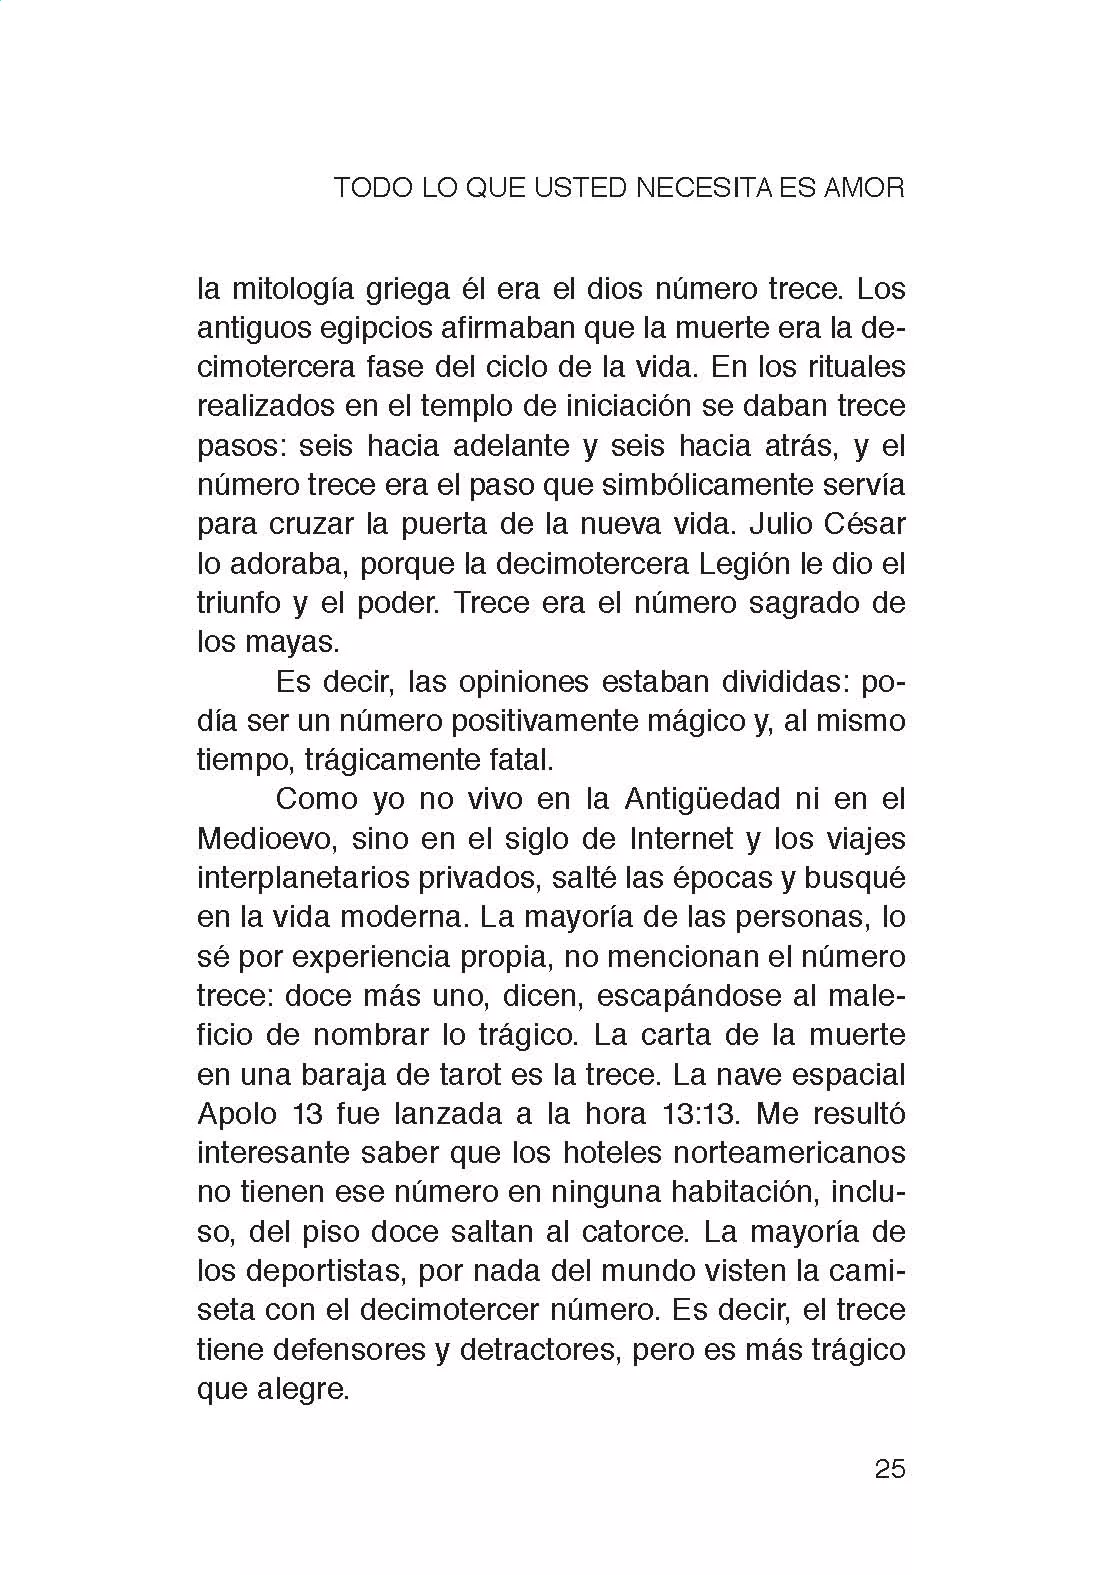 TODO LO QUE USTED NECESITA ES AMOR
la mitología griega él era el dios número trece. Los
antiguos egipcios afirmaban que la muerte era la de-
cimotercera fase del ciclo de la vida. En los rituales
realizados en el templo de iniciación se daban trece
pasos: seis hacia adelante y seis hacia atrás, y el
número trece era el paso que simbólicamente servía
para cruzar la puerta de la nueva vida. Julio César
lo adoraba, porque la decimotercera Legión le dio el
triunfo y el poder. Trece era el número sagrado de
los mayas.
Es decir, las opiniones estaban divididas: po-
día ser un número positivamente mágico y, al mismo
tiempo, trágicamente fatal.
Como yo no vivo en la Antigüedad ni en el
Medioevo, sino en el siglo de Internet y los viajes
interplanetarios privados, salté las épocas y busqué
en la vida moderna. La mayoría de las personas, lo
sé por experiencia propia, no mencionan el número
trece: doce más uno, dicen, escapándose al male-
ficio de nombrar lo trágico. La carta de la muerte
en una baraja de tarot es la trece. La nave espacial
Apolo 13 fue lanzada a la hora 13:13. Me resultó
interesante saber que los hoteles norteamericanos
no tienen ese número en ninguna habitación, inclu-
so, del piso doce saltan al catorce. La mayoría de
los deportistas, por nada del mundo visten la cami-
seta con el decimotercer número. Es decir, el trece
tiene defensores y detractores, pero es más trágico
que alegre.
25